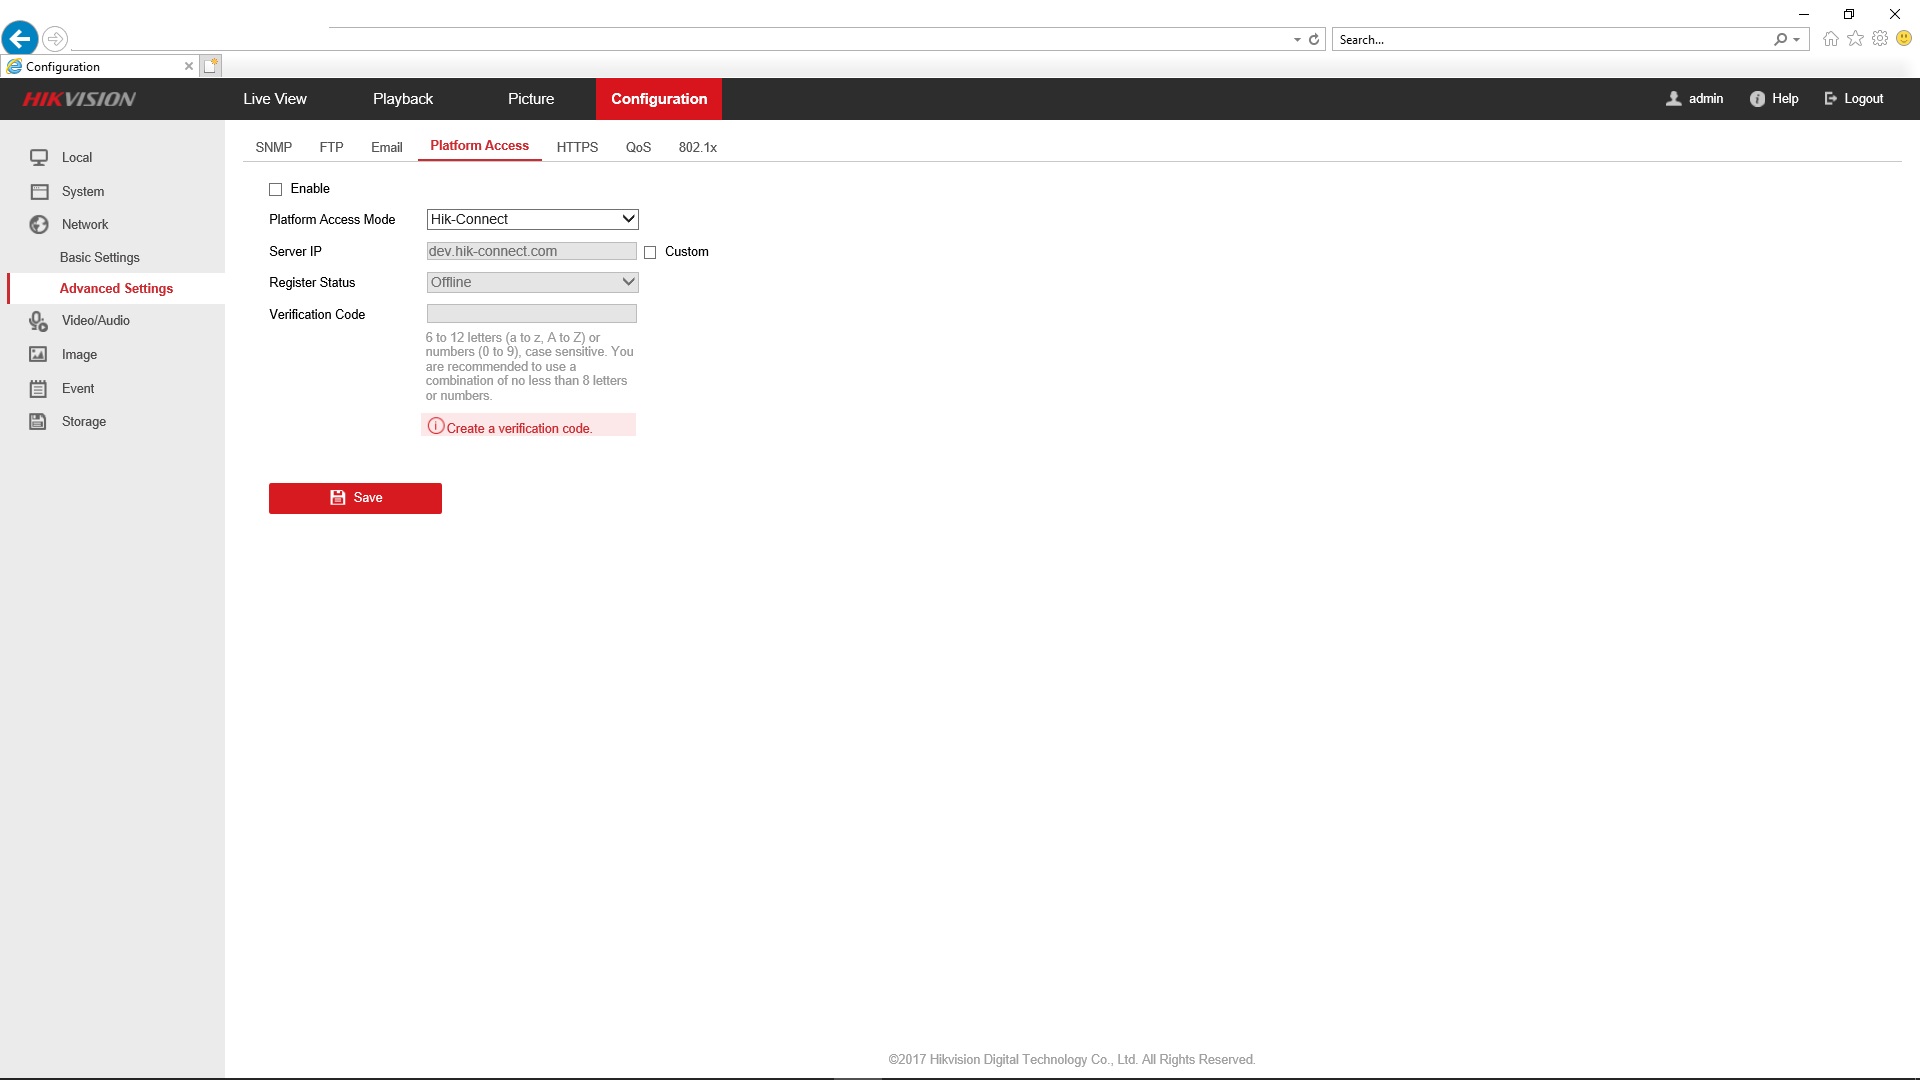 Search...
Configuration
HIKVISION
Live View
Playback
Picture
Configuration
admin
Help
Logout
Local
System
Network
Basic Settings
Advanced Settings
Video/Audio
Image
Event
Storage
SNMP
FTP
Email
Platform Access
HTTPS
QoS
802.1x
Enable
Platform Access Mode
Hik-Connect
Server IP
dev.hik-connect.com
Custom
Register Status
Offline
Verification Code
6 to 12 letters (a to z, A to Z) or
numbers (0 to 9), case sensitive. You
are recommended to use a
combination of no less than 8 letters
or numbers.
Create a verification code.
Save
©2017 Hikvision Digital Technology Co., Ltd. All Rights Reserved.